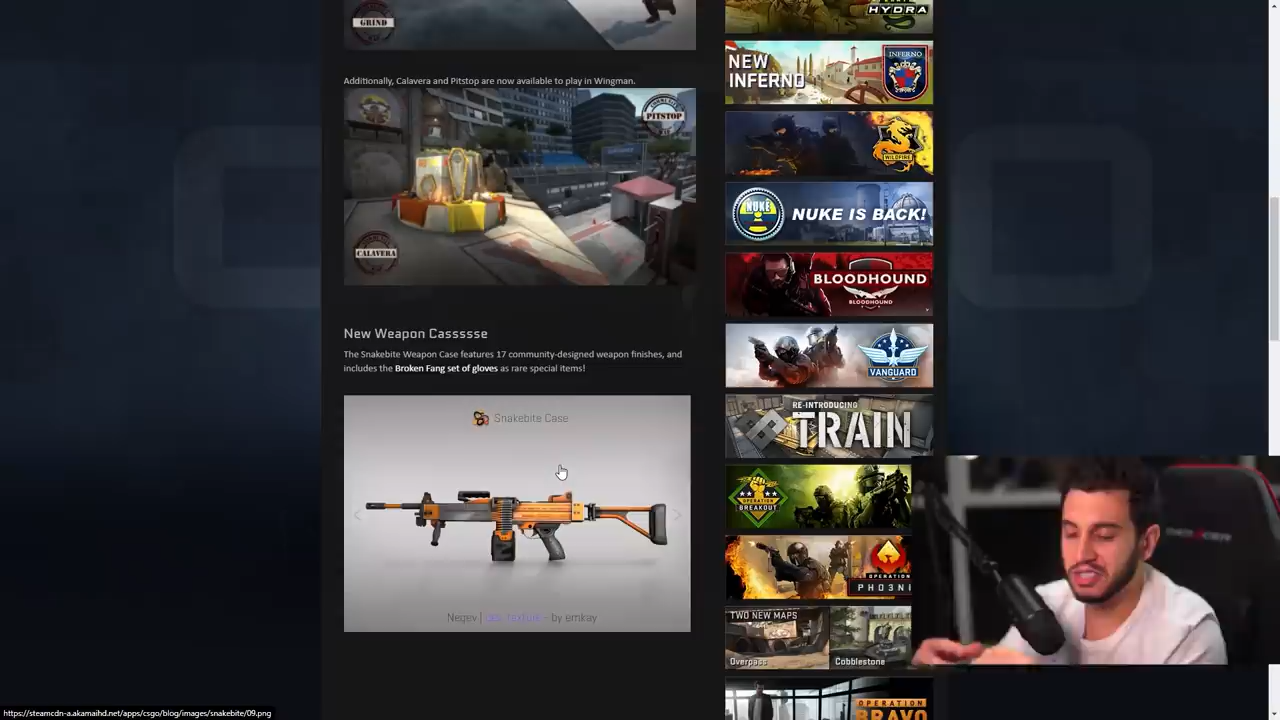 GRIND
HYDRA
NEW
INFERNO
INFERNO
Additionally, Calavera and Pitstop are now available to play in Wingman.
PITSTOP
WILDFIRE
NUKE
NUKE IS BACK!
CALAVERA
BLOODHOUND
BLOODHOUND
New Weapon Cassssse
The Snakebite Weapon Case features 17 community-designed weapon finishes, and
includes the Broken Fang set of gloves as rare special items!
VANGUARD
Snakebite Case
RE-INTRODUCING
TRAIN
OPERATION
BREAKOUT
OPERATION
PH03NI
Negev | dev_texture - by emkay
TWO NEW MAPS
Overpass
Cobblestone
OPERATION
BRAVO
https://steamcdn-a.akamaihd.net/apps/csgo/blog/images/snakebite/09.png